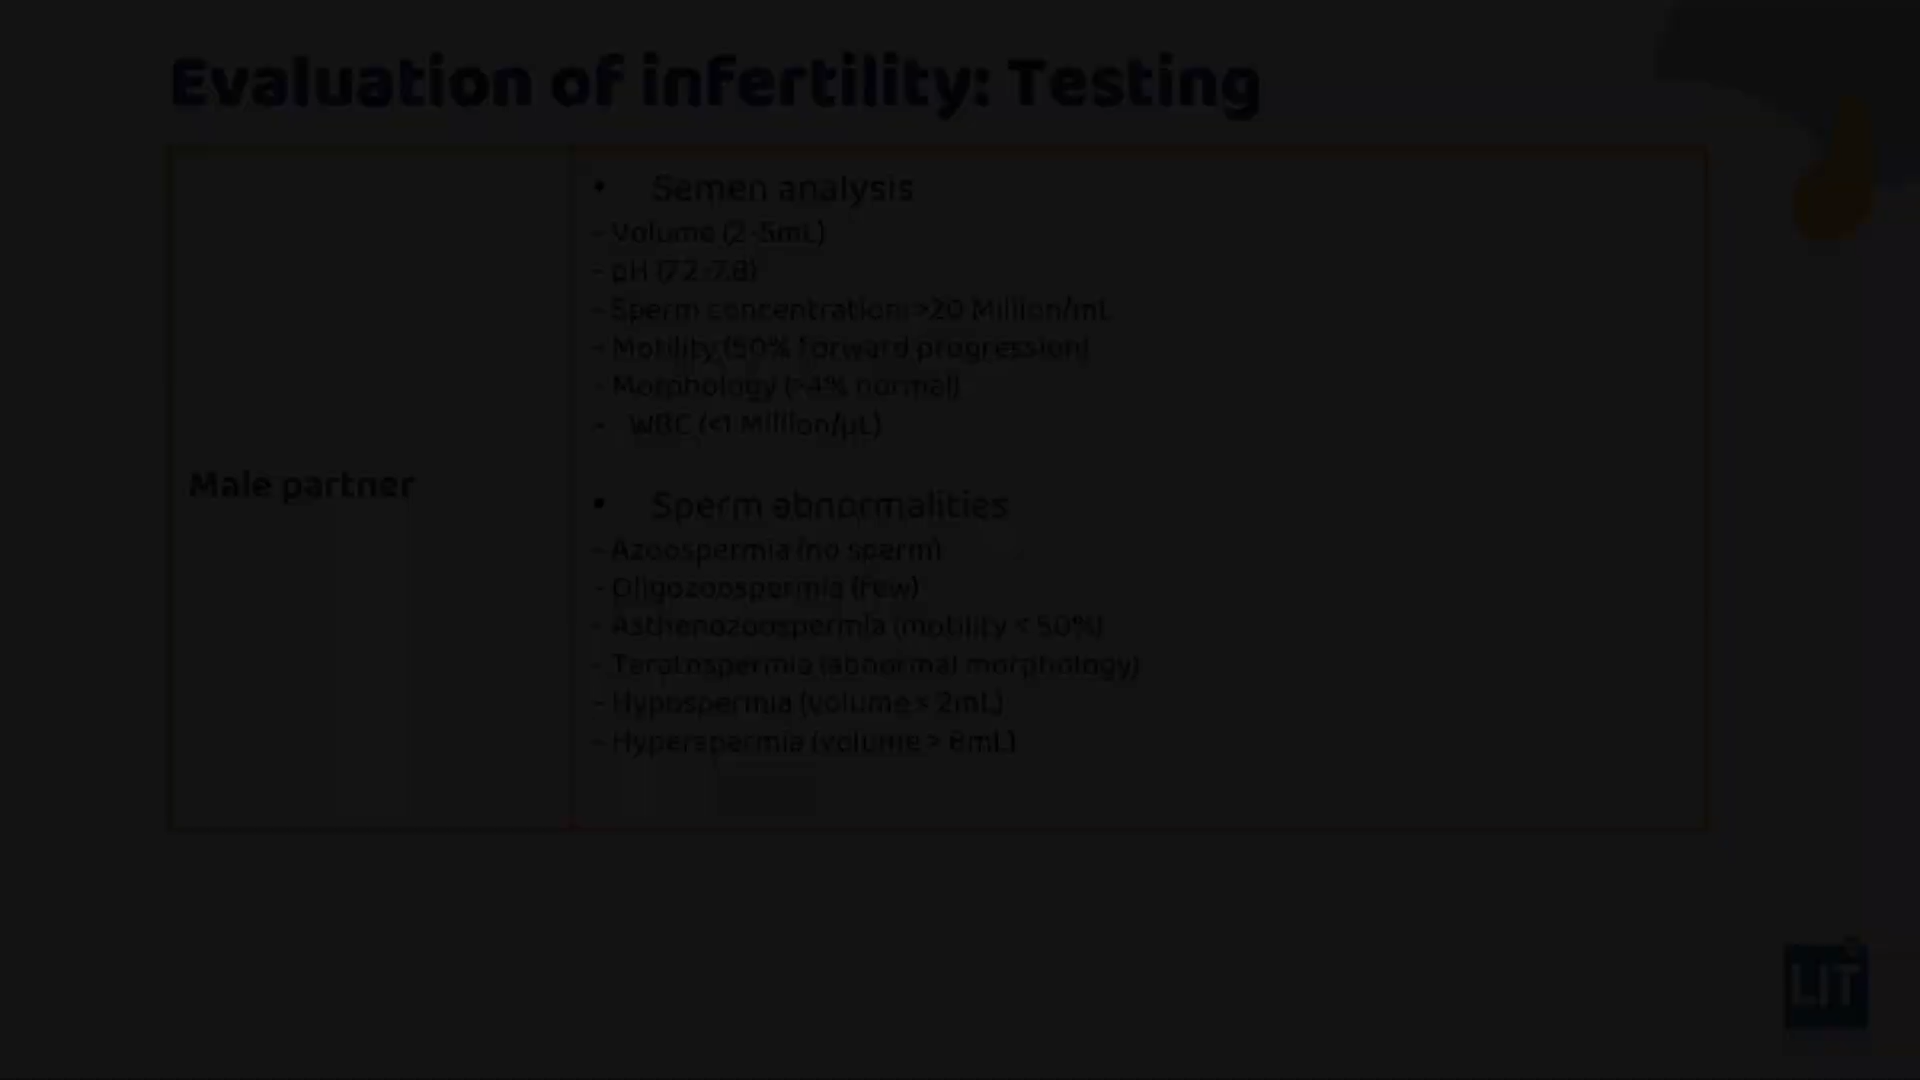 Evaluation of infertility: Testing
Male partner
• Semen analysis
- Volume (2-5mL)
- pH (7.2-7.8)
- Sperm concentration >20 Million/mL
- Motility (50% forward progression)
- Morphology (>4% normal)
- WBC (<1 Million/µL)
• Sperm abnormalities
- Azoospermia (no sperm)
- Oligozoospermia (few)
- Asthenozoospermia (motility < 50%)
- Teratospermia (abnormal morphology)
- Hypospermia (volume < 2mL)
- Hyperspermia (volume > 8mL)
LIT